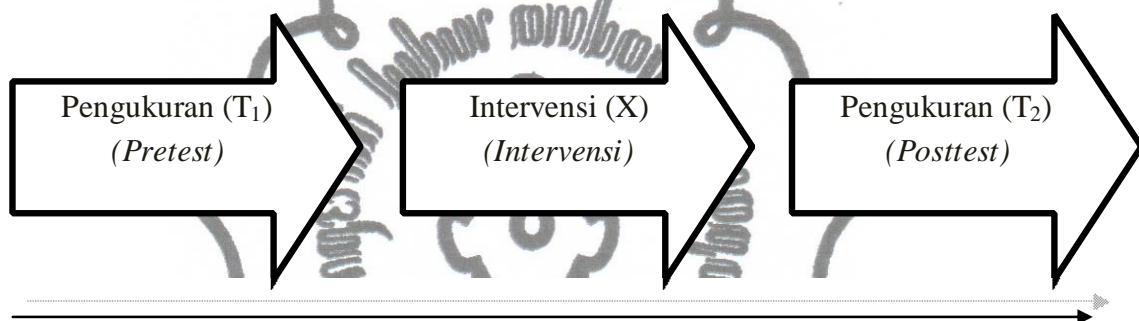 Pengukuran (T₁)
(Pretest)
Intervensi (X)
(Intervensi)
Pengukuran (T₂)
(Posttest)